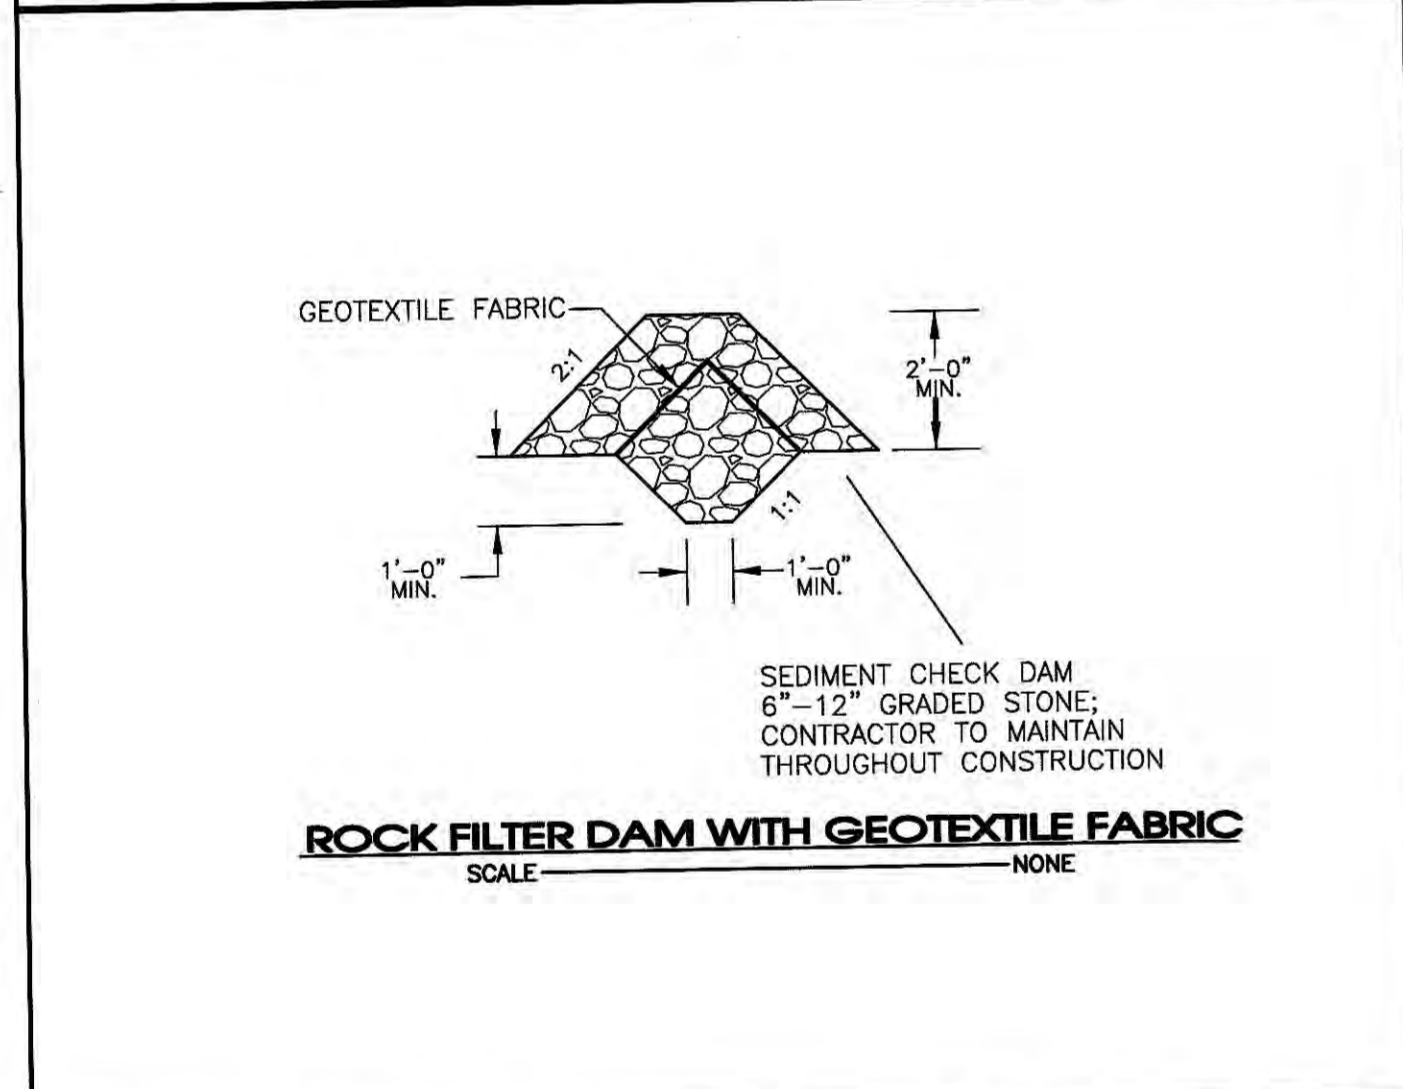 GEOTEXTILE FABRIC
2:1
2'-0"
MIN.
1:1
1'-0"
MIN.
1'-0"
MIN.
SEDIMENT CHECK DAM
6"-12" GRADED STONE;
CONTRACTOR TO MAINTAIN
THROUGHOUT CONSTRUCTION
ROCK FILTER DAM WITH GEOTEXTILE FABRIC
SCALE NONE